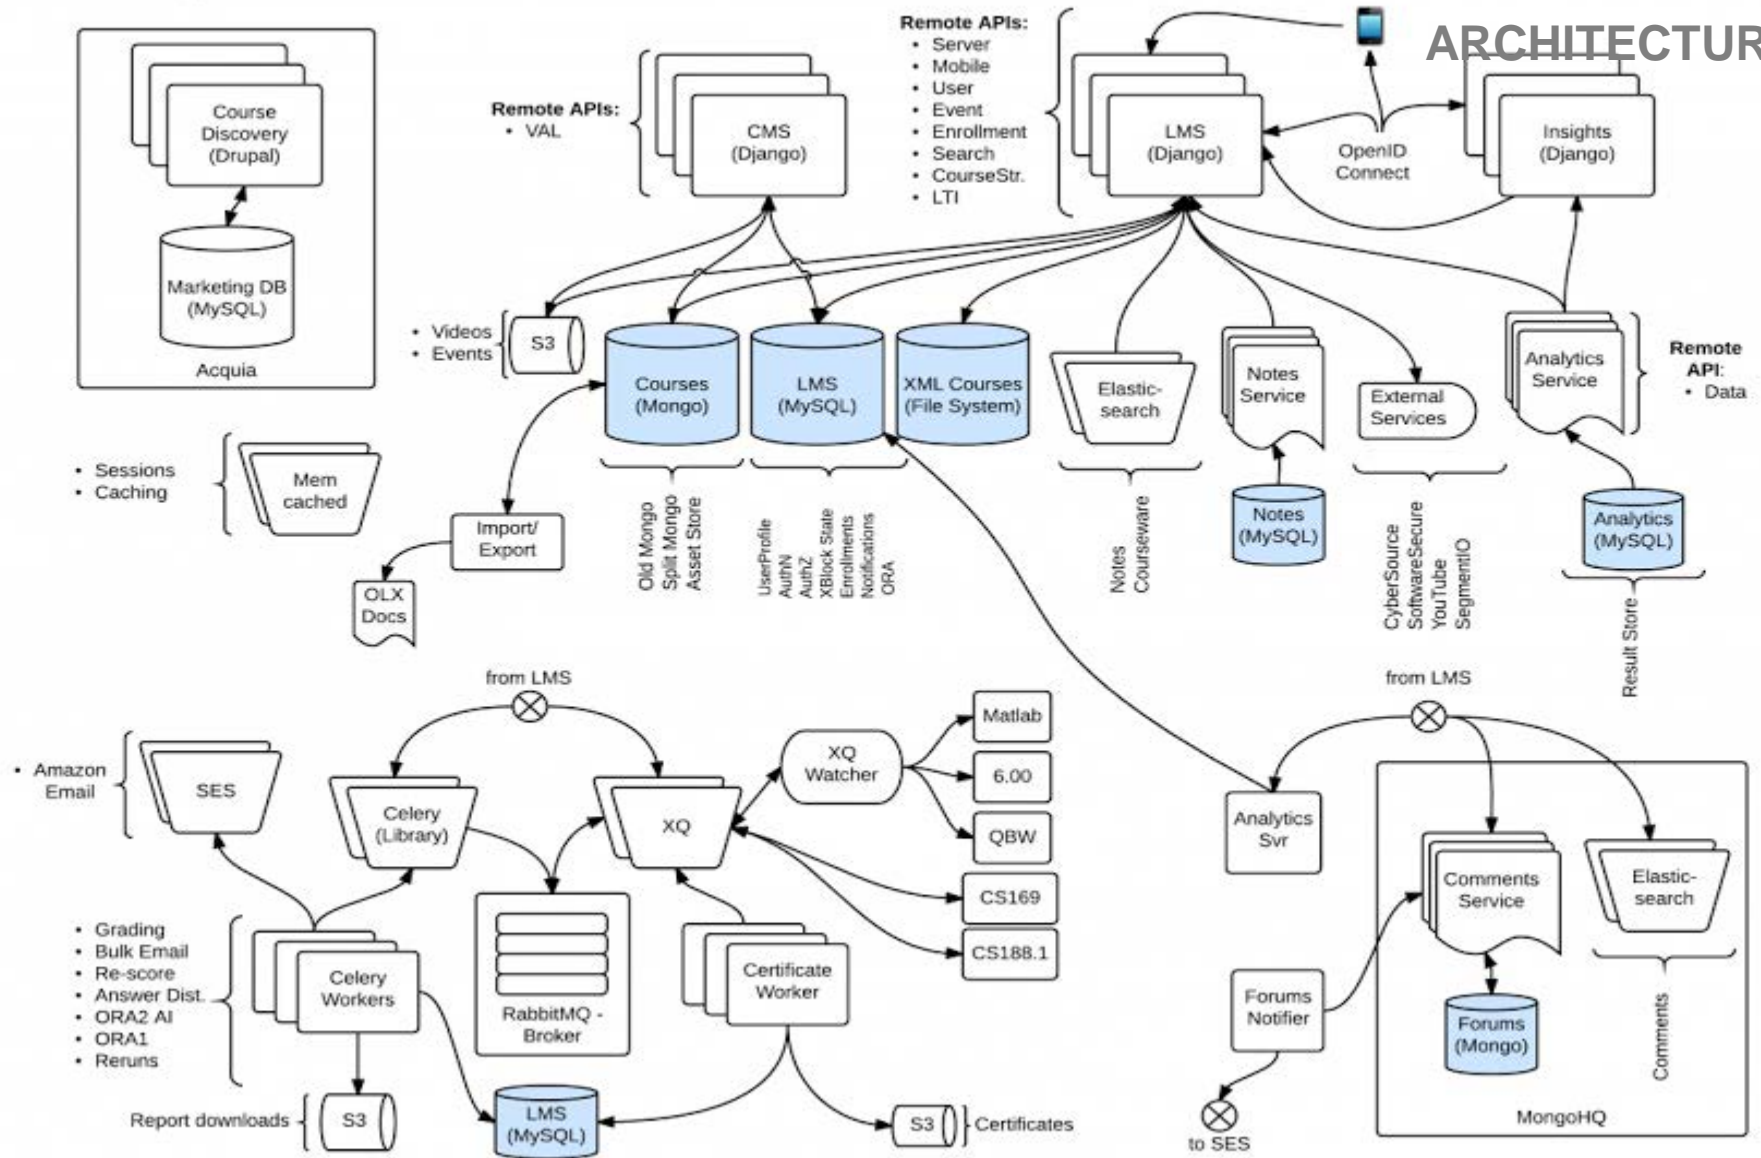 ARCHITECTUR
Course
Discovery
(Drupal)
Marketing DB
(MySQL)
Acquia
Remote APIs:
• VAL
CMS
(Django)
Remote APIs:
• Server
• Mobile
• User
• Event
• Enrollment
• Search
• CourseStr.
• LTI
LMS
(Django)
OpenID
Connect
Insights
(Django)
• Videos
• Events
S3
Courses
(Mongo)
LMS
(MySQL)
XML Courses
(File System)
Elastic-
search
Notes
Service
External
Services
Analytics
Service
Remote
API:
• Data
• Sessions
• Caching
Mem
cached
Import/
Export
OLX
Docs
Old Mongo
Split Mongo
Asset Store
UserProfile
AuthN
AuthZ
XBlock State
Enrollments
Notifications
ORA
Notes
Courseware
Notes
(MySQL)
CyberSource
SoftwareSecure
YouTube
SegmentIO
Analytics
(MySQL)
Result Store
from LMS
• Amazon
Email
SES
Celery
(Library)
XQ
XQ
Watcher
Matlab
6.00
QBW
CS169
CS188.1
• Grading
• Bulk Email
• Re-score
• Answer Dist.
• ORA2 AI
• ORA1
• Reruns
Celery
Workers
RabbitMQ -
Broker
Certificate
Worker
Report downloads
S3
LMS
(MySQL)
S3
Certificates
from LMS
Analytics
Svr
Comments
Service
Elastic-
search
Forums
Notifier
Forums
(Mongo)
Comments
to SES
MongoHQ